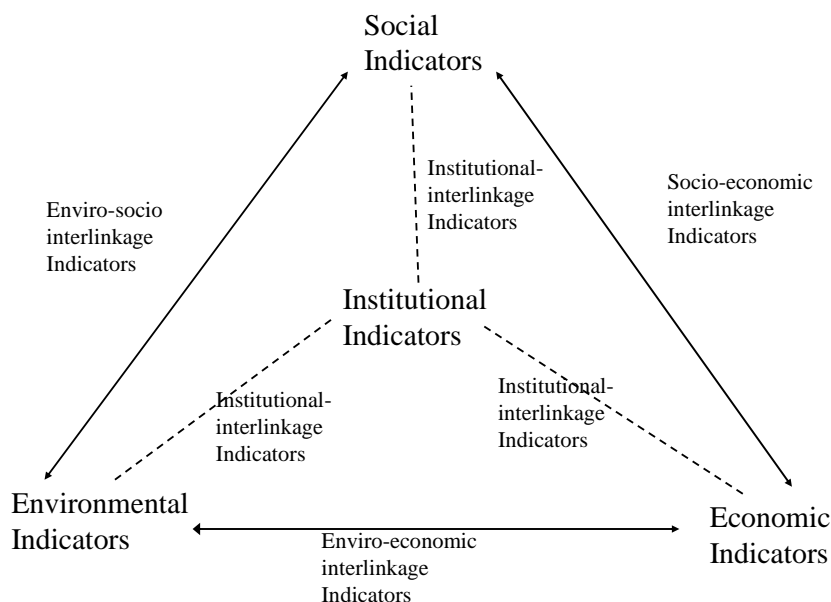 Social
Indicators
Institutional-
interlinkage
Indicators
Socio-economic
interlinkage
Indicators
Enviro-socio
interlinkage
Indicators
Institutional
Indicators
Institutional-
interlinkage
Indicators
Institutional-
interlinkage
Indicators
Environmental
Indicators
Economic
Indicators
Enviro-economic
interlinkage
Indicators